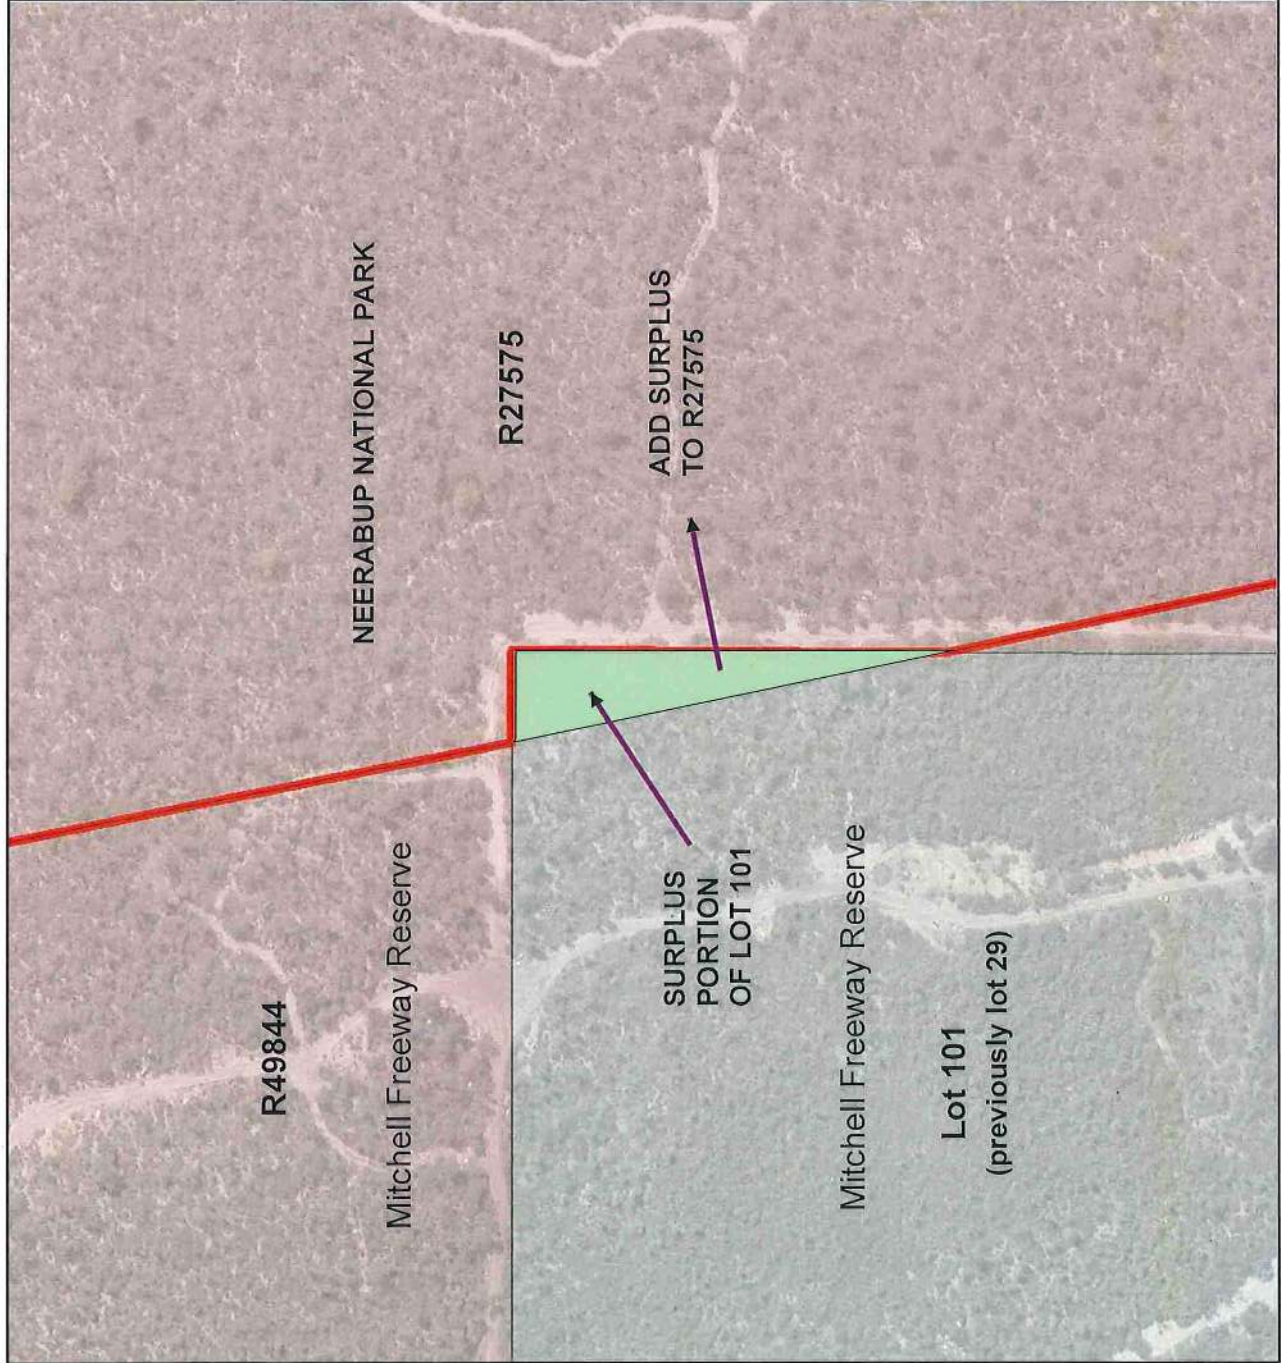 NEERABUP NATIONAL PARK
R27575
ADD SURPLUS
TO R27575
R49844
Mitchell Freeway Reserve
SURPLUS
PORTION
OF LOT 101
Mitchell Freeway Reserve
Lot 101
(previously lot 29)